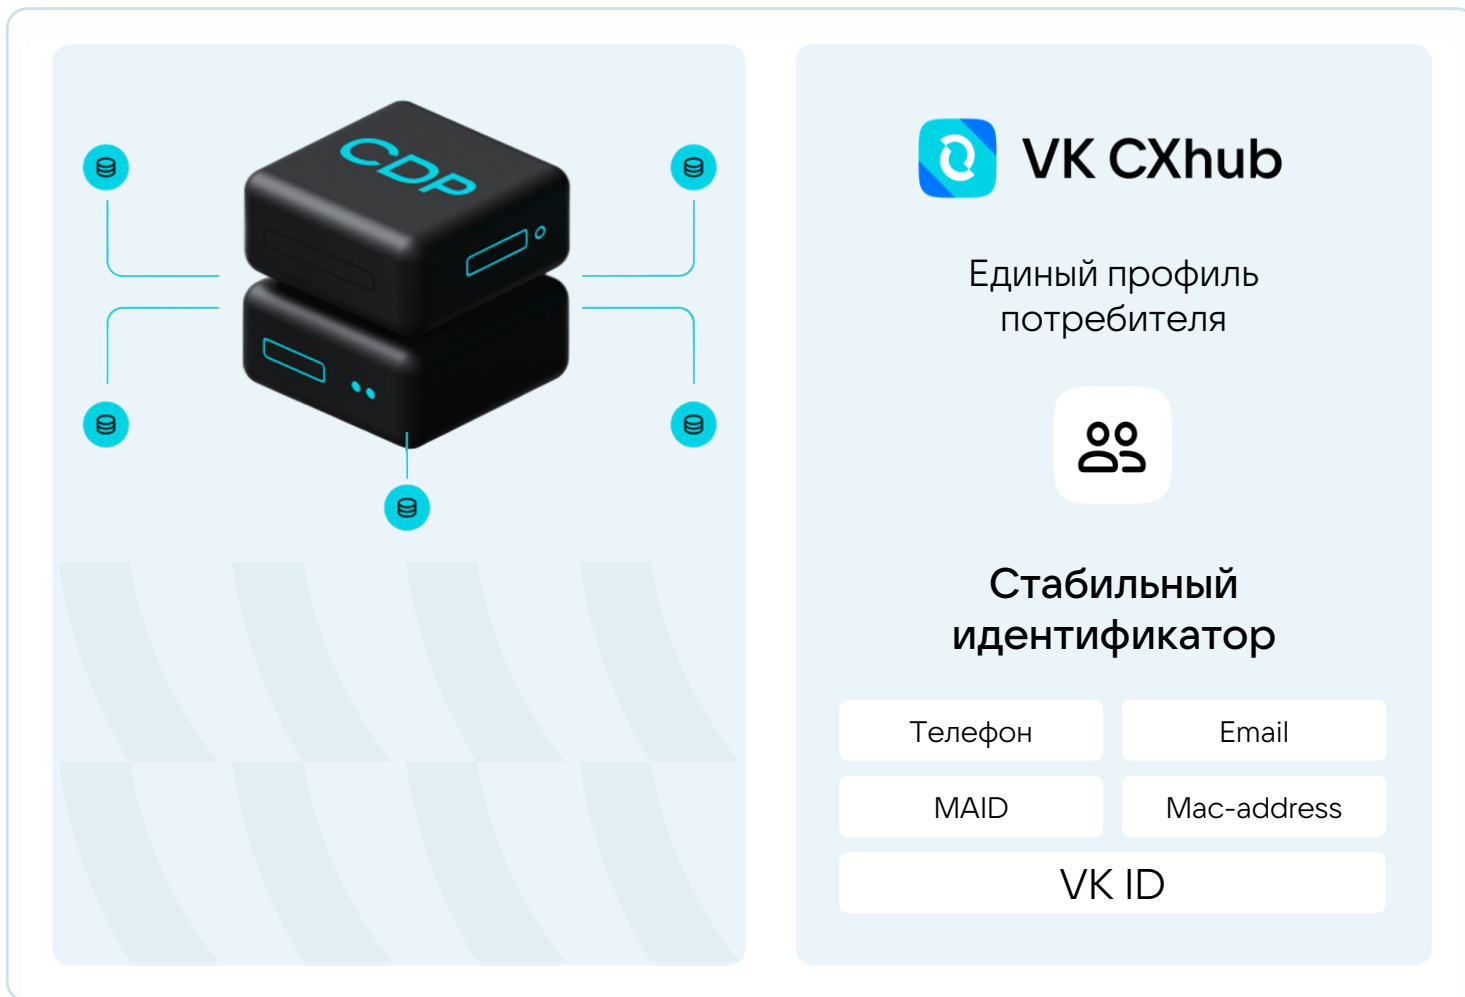 CDP
VK CXhub
Единый профиль
потребителя
Стабильный
идентификатор
Телефон
Email
MAID
Mac-address
VK ID